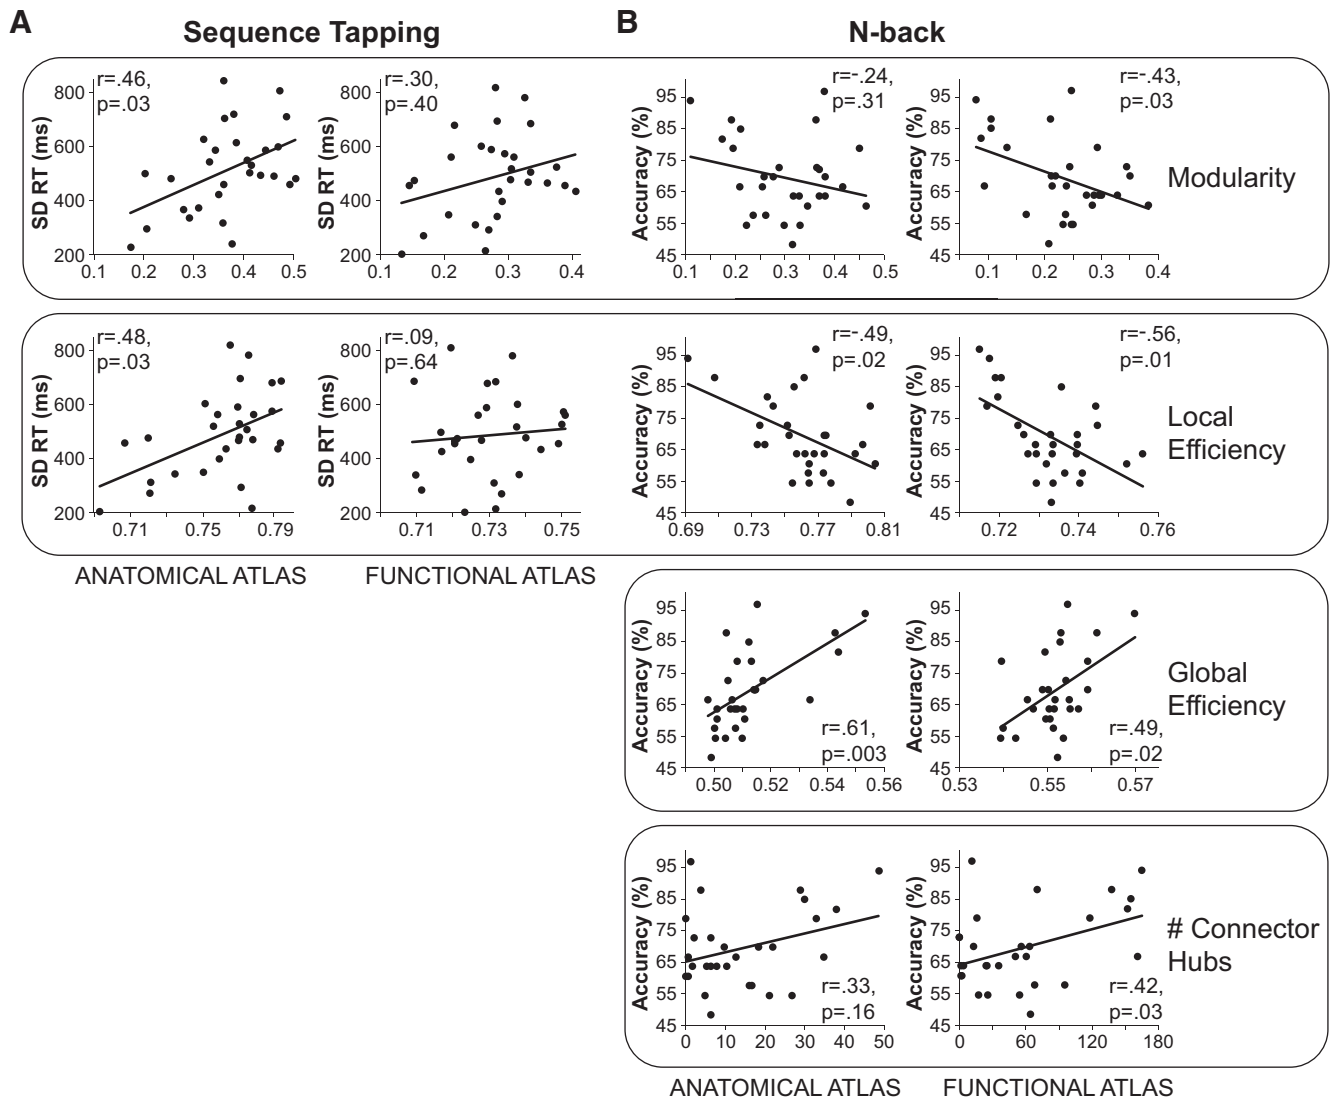 A
Sequence Tapping
B
N-back
r=.46,
p=.03
SD RT (ms)
800
600
400
200
0.1 0.2 0.3 0.4 0.5
r=.30,
p=.40
SD RT (ms)
800
600
400
200
0.1 0.2 0.3 0.4
r=-.24,
p=.31
Accuracy (%)
95
85
75
65
55
45
0.1 0.2 0.3 0.4 0.5
r=-.43,
p=.03
Accuracy (%)
95
85
75
65
55
45
0.1 0.2 0.3 0.4
Modularity
r=.48,
p=.03
SD RT (ms)
800
600
400
200
0.71 0.75 0.79
r=.09,
p=.64
SD RT (ms)
800
600
400
200
0.71 0.73 0.75
r=-.49,
p=.02
Accuracy (%)
95
85
75
65
55
45
0.69 0.73 0.77 0.81
r=-.56,
p=.01
Accuracy (%)
95
85
75
65
55
45
0.72 0.74 0.76
Local
Efficiency
ANATOMICAL ATLAS
FUNCTIONAL ATLAS
r=.61,
p=.003
Accuracy (%)
95
85
75
65
55
45
0.50 0.52 0.54 0.56
r=.49,
p=.02
Accuracy (%)
95
85
75
65
55
45
0.53 0.55 0.57
Global
Efficiency
r=.33,
p=.16
Accuracy (%)
95
85
75
65
55
45
0 10 20 30 40 50
r=.42,
p=.03
Accuracy (%)
95
85
75
65
55
45
0 60 120 180
# Connector
Hubs
ANATOMICAL ATLAS
FUNCTIONAL ATLAS